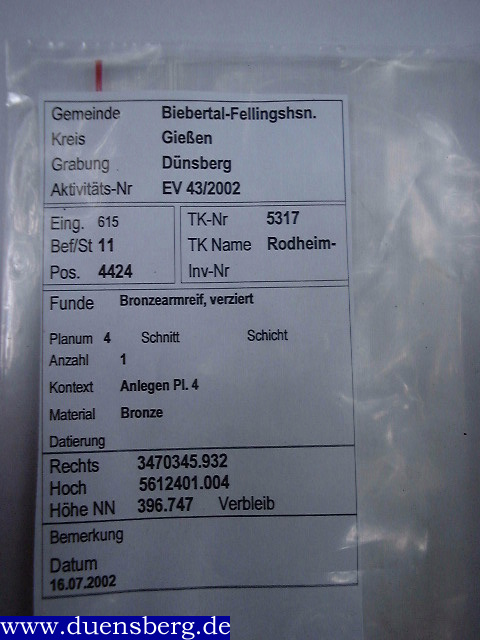 Gemeinde Biebertal-Fellingshsn.
Kreis Gießen
Grabung Dünsberg
Aktivitäts-Nr EV 43/2002
Eing. 615
Bef/St 11
Pos. 4424
TK-Nr 5317
TK Name Rodheim-
Inv-Nr
Funde Bronzearmreif, verziert
Planum 4 Schnitt Schicht
Anzahl 1
Kontext Anlegen Pl. 4
Material Bronze
Datierung
Rechts 3470345.932
Hoch 5612401.004
Höhe NN 396.747 Verbleib
Bemerkung
Datum
16.07.2002
www.duensberg.de